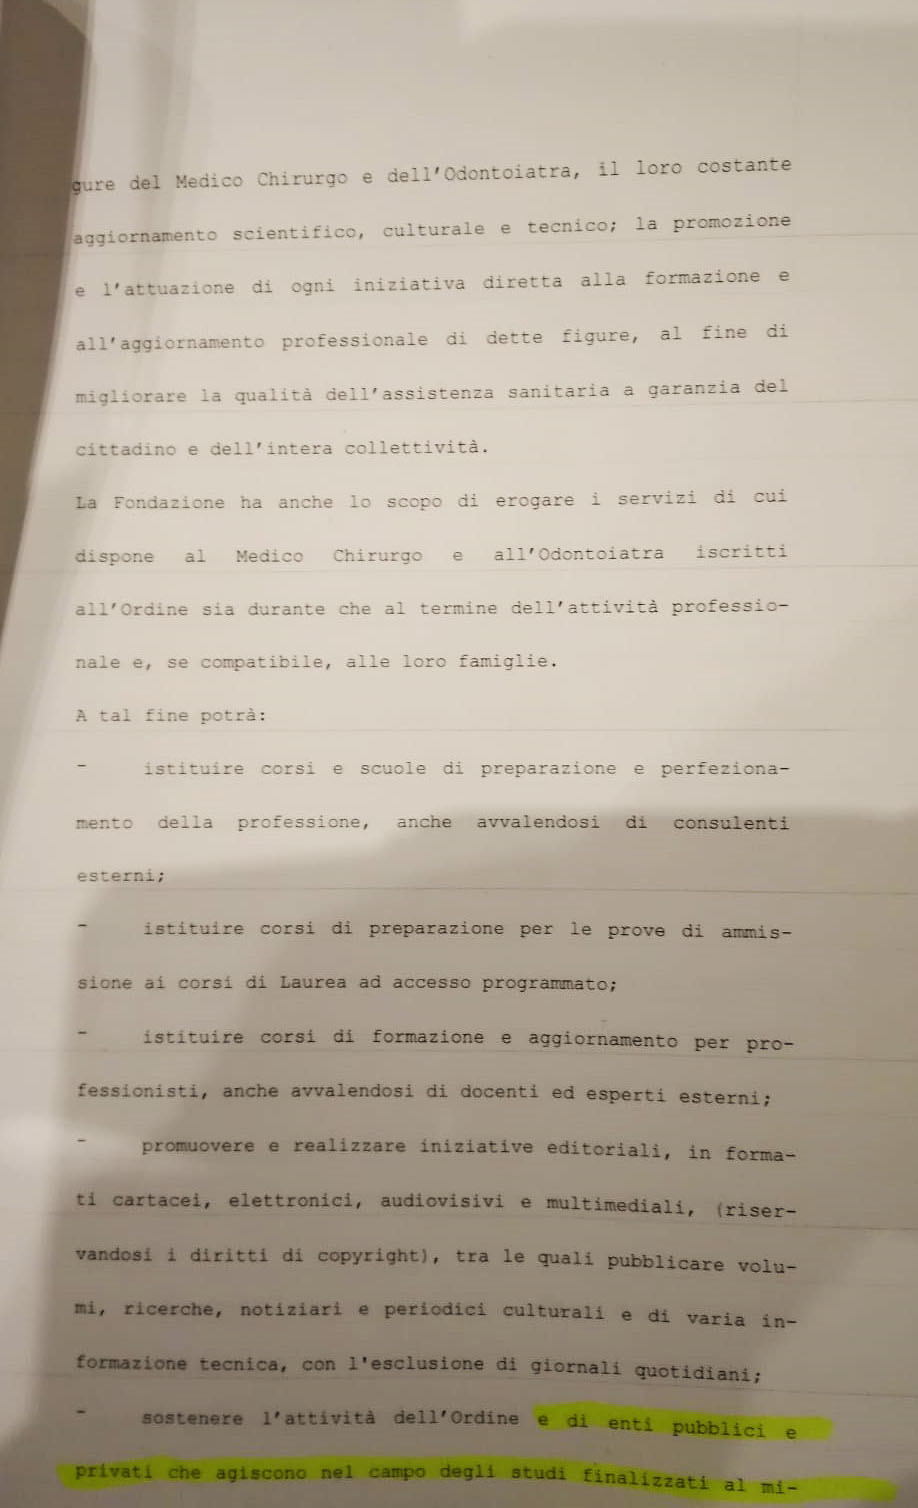 gure del Medico Chirurgo e dell'Odontoiatra, il loro costante
aggiornamento scientifico, culturale e tecnico; la promozione
e l'attuazione di ogni iniziativa diretta alla formazione e
all'aggiornamento professionale di dette figure, al fine di
migliorare la qualità dell'assistenza sanitaria a garanzia del
cittadino e dell'intera collettività.
La Fondazione ha anche lo scopo di erogare i servizi di cui
dispone al Medico Chirurgo e all'Odontoiatra iscritti
all'Ordine sia durante che al termine dell'attività professio-
nale e, se compatibile, alle loro famiglie.
A tal fine potrà:
- istituire corsi e scuole di preparazione e perfeziona-
mento della professione, anche avvalendosi di consulenti
esterni;
- istituire corsi di preparazione per le prove di ammis-
sione ai corsi di Laurea ad accesso programmato;
- istituire corsi di formazione e aggiornamento per pro-
fessionisti, anche avvalendosi di docenti ed esperti esterni;
- promuovere e realizzare iniziative editoriali, in forma-
ti cartacei, elettronici, audiovisivi e multimediali, (riser-
vandosi i diritti di copyright), tra le quali pubblicare volu-
mi, ricerche, notiziari e periodici culturali e di varia in-
formazione tecnica, con l'esclusione di giornali quotidiani;
- sostenere l'attività dell'Ordine e di enti pubblici e
privati che agiscono nel campo degli studi finalizzati al mi-